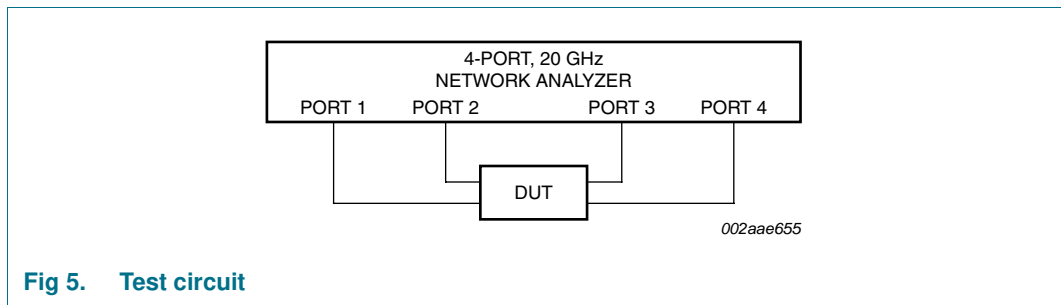 4-PORT, 20 GHz
NETWORK ANALYZER
PORT 1 PORT 2 PORT 3 PORT 4
DUT
002aae655
Fig 5. Test circuit